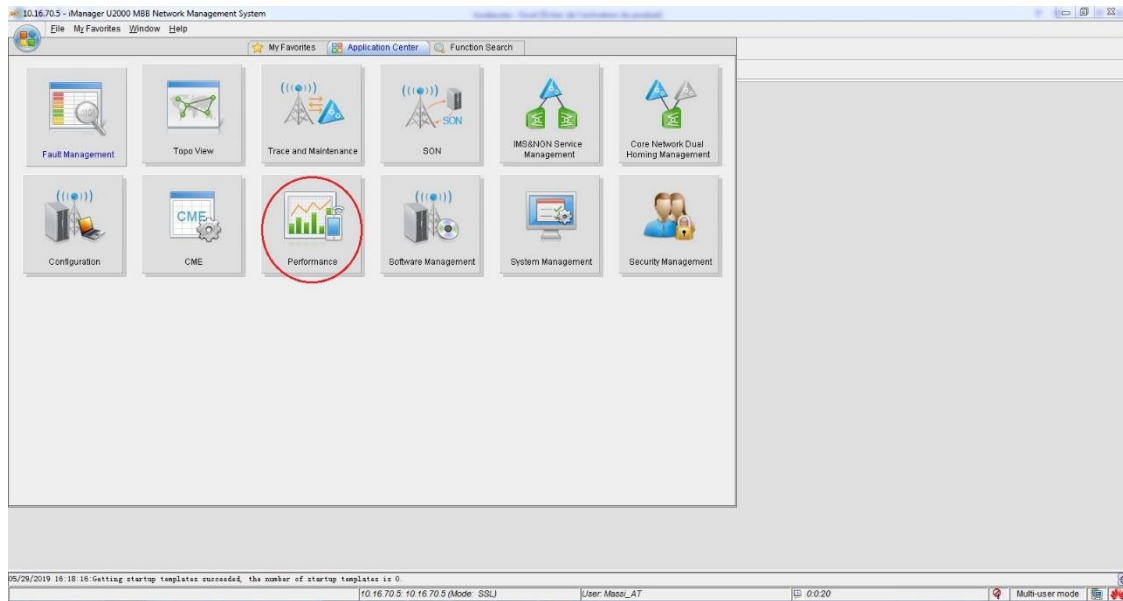 10.16.70.5 - iManager U2000 MBB Network Management System
File My Favorites Window Help
My Favorites Application Center Function Search
Fault Management
Topo View
Trace and Maintenance
SON
SON
IMS&NGN Service
Management
Core Network Dual
Homing Management
Configuration
CME
CME
Performance
Software Management
System Management
Security Management
05/29/2019 16:18:16:Getting startup templates succeeded, the number of startup templates is 0.
10.16.70.5: 10.16.70.5 (Mode: SSL) User: Massi_AT 0:0:20 Multi-user mode